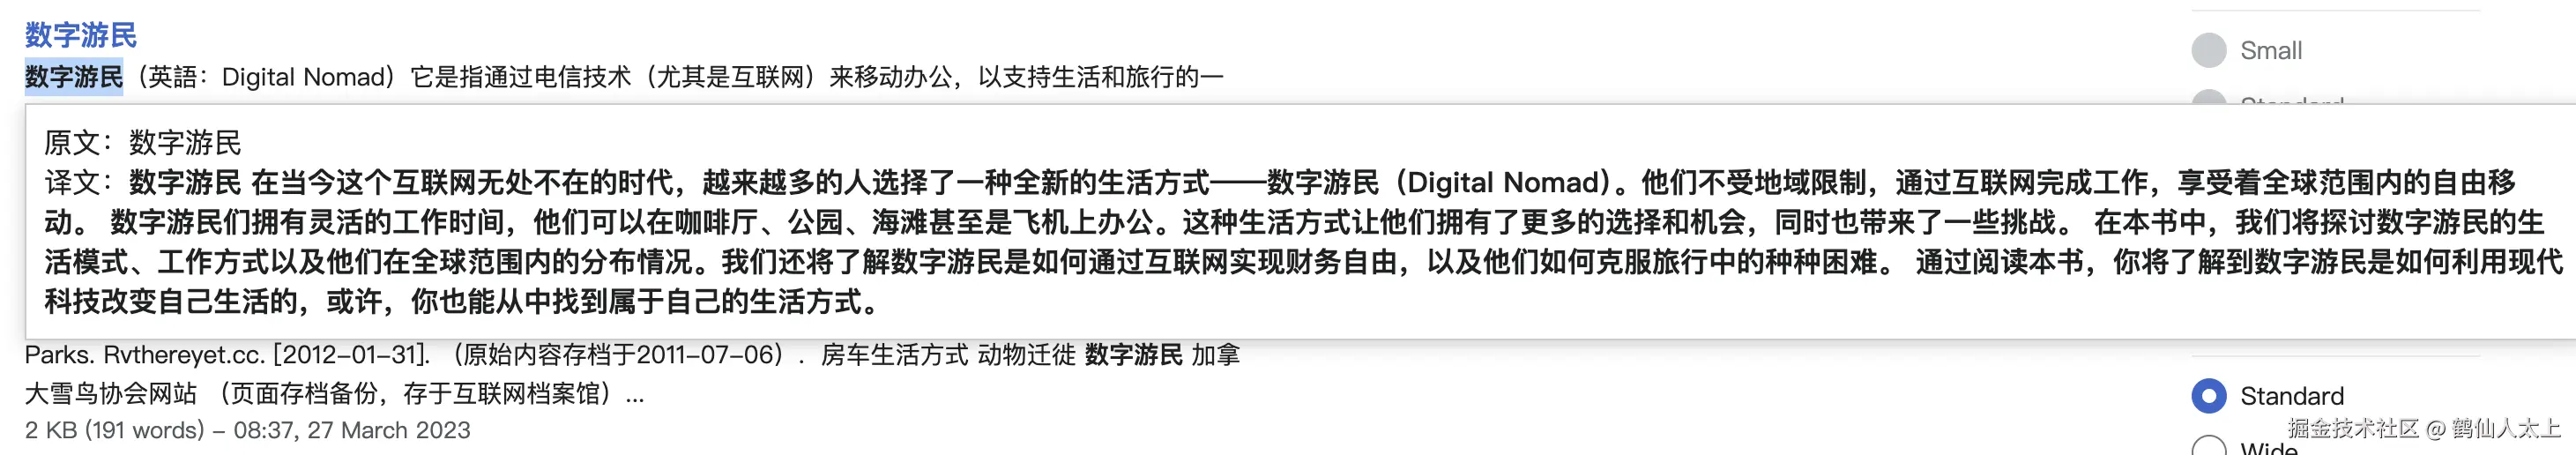 数字游民
数字游民（英語：Digital Nomad）它是指通过电信技术（尤其是互联网）来移动办公，以支持生活和旅行的一
Small
Standard
原文：数字游民
译文：数字游民 在当今这个互联网无处不在的时代，越来越多的人选择了一种全新的生活方式——数字游民（Digital Nomad）。他们不受地域限制，通过互联网完成工作，享受着全球范围内的自由移
动。 数字游民们拥有灵活的工作时间，他们可以在咖啡厅、公园、海滩甚至是飞机上办公。这种生活方式让他们拥有了更多的选择和机会，同时也带来了一些挑战。 在本书中，我们将探讨数字游民的生
活模式、工作方式以及他们在全球范围内的分布情况。我们还将了解数字游民是如何通过互联网实现财务自由，以及他们如何克服旅行中的种种困难。 通过阅读本书，你将了解到数字游民是如何利用现代
科技改变自己生活的，或许，你也能从中找到属于自己的生活方式。
Parks. Rvthereyet.cc. [2012-01-31]. （原始内容存档于2011-07-06）. 房车生活方式 动物迁徙 数字游民 加拿
大雪鸟协会网站 （页面存档备份，存于互联网档案馆）...
2 KB (191 words) – 08:37, 27 March 2023
Standard
Wide
掘金技术社区 @ 鹤仙人太上